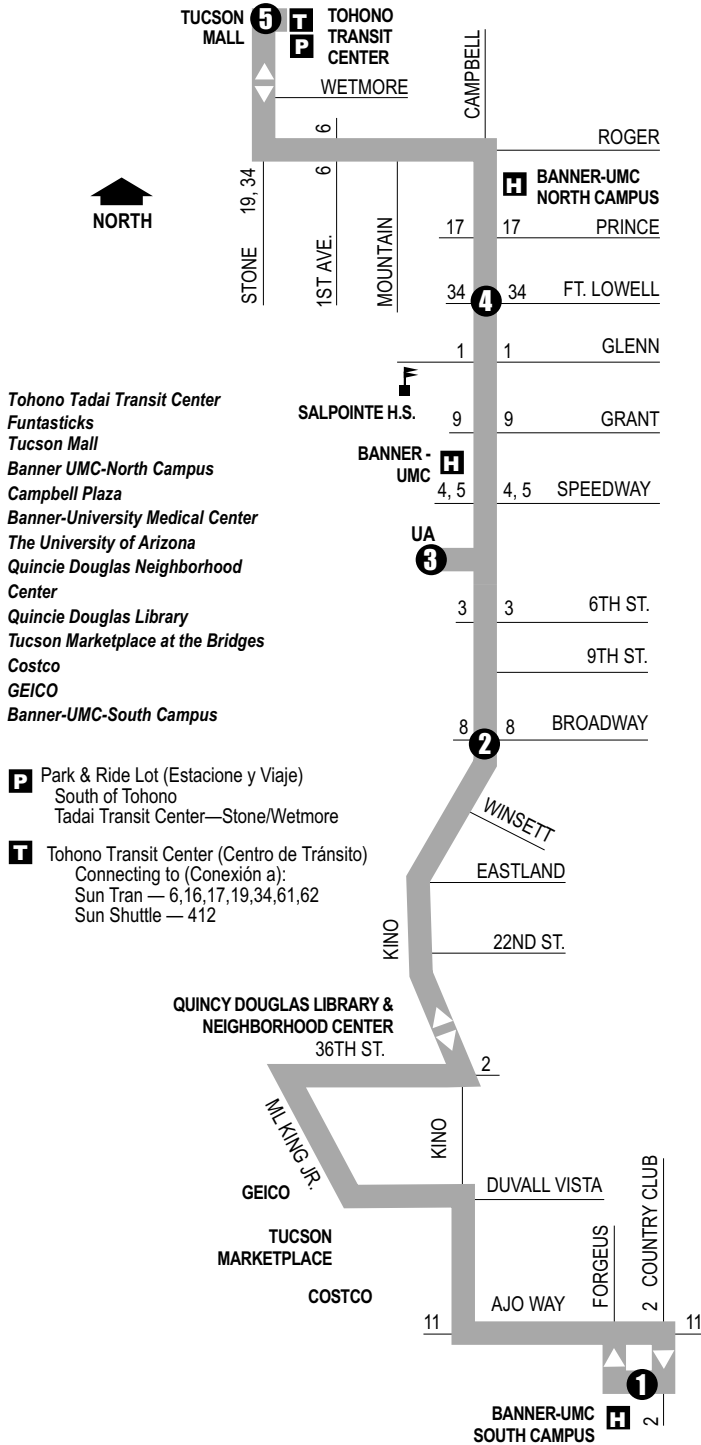 TUCSON
MALL
5
T
P
TOHONO
TRANSIT
CENTER
WETMORE
CAMPBELL
6
ROGER
NORTH
19, 34
STONE
6
1ST AVE.
MOUNTAIN
H
BANNER-UMC
NORTH CAMPUS
17
17
PRINCE
34
4
34
FT. LOWELL
1
1
GLENN
SALPOINTE H.S.
9
9
GRANT
BANNER -
UMC
H
4, 5
4, 5
SPEEDWAY
UA
3
3
3
6TH ST.
9TH ST.
8
2
8
BROADWAY
Tohono Tadai Transit Center
Funtasticks
Tucson Mall
Banner UMC-North Campus
Campbell Plaza
Banner-University Medical Center
The University of Arizona
Quincie Douglas Neighborhood
Center
Quincie Douglas Library
Tucson Marketplace at the Bridges
Costco
GEICO
Banner-UMC-South Campus
P Park & Ride Lot (Estacione y Viaje)
South of Tohono
Tadai Transit Center—Stone/Wetmore
T Tohono Transit Center (Centro de Tránsito)
Connecting to (Conexión a):
Sun Tran — 6,16,17,19,34,61,62
Sun Shuttle — 412
WINSETT
EASTLAND
KINO
22ND ST.
QUINCY DOUGLAS LIBRARY &
NEIGHBORHOOD CENTER
36TH ST.
2
ML KING JR.
KINO
GEICO
DUVALL VISTA
TUCSON
MARKETPLACE
COSTCO
FORGEUS
2 COUNTRY CLUB
AJO WAY
11
11
1
BANNER-UMC
SOUTH CAMPUS
H
2